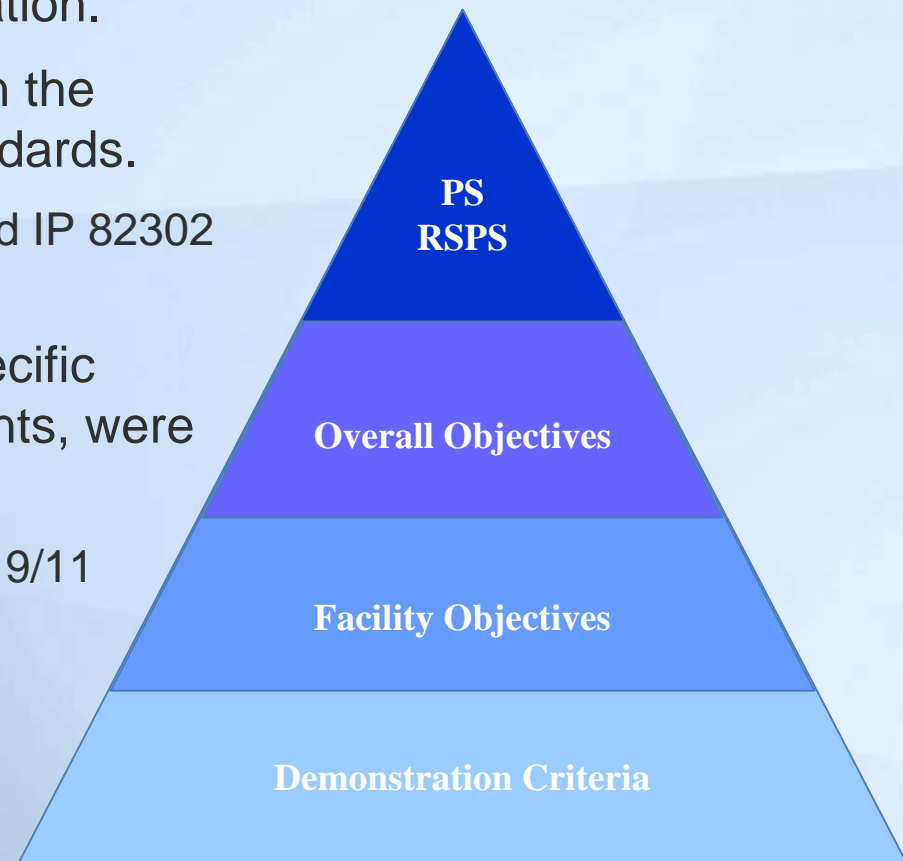 ation.
n the
dards.
d IP 82302
ecific
nts, were
9/11
PS
RSPS
Overall Objectives
Facility Objectives
Demonstration Criteria